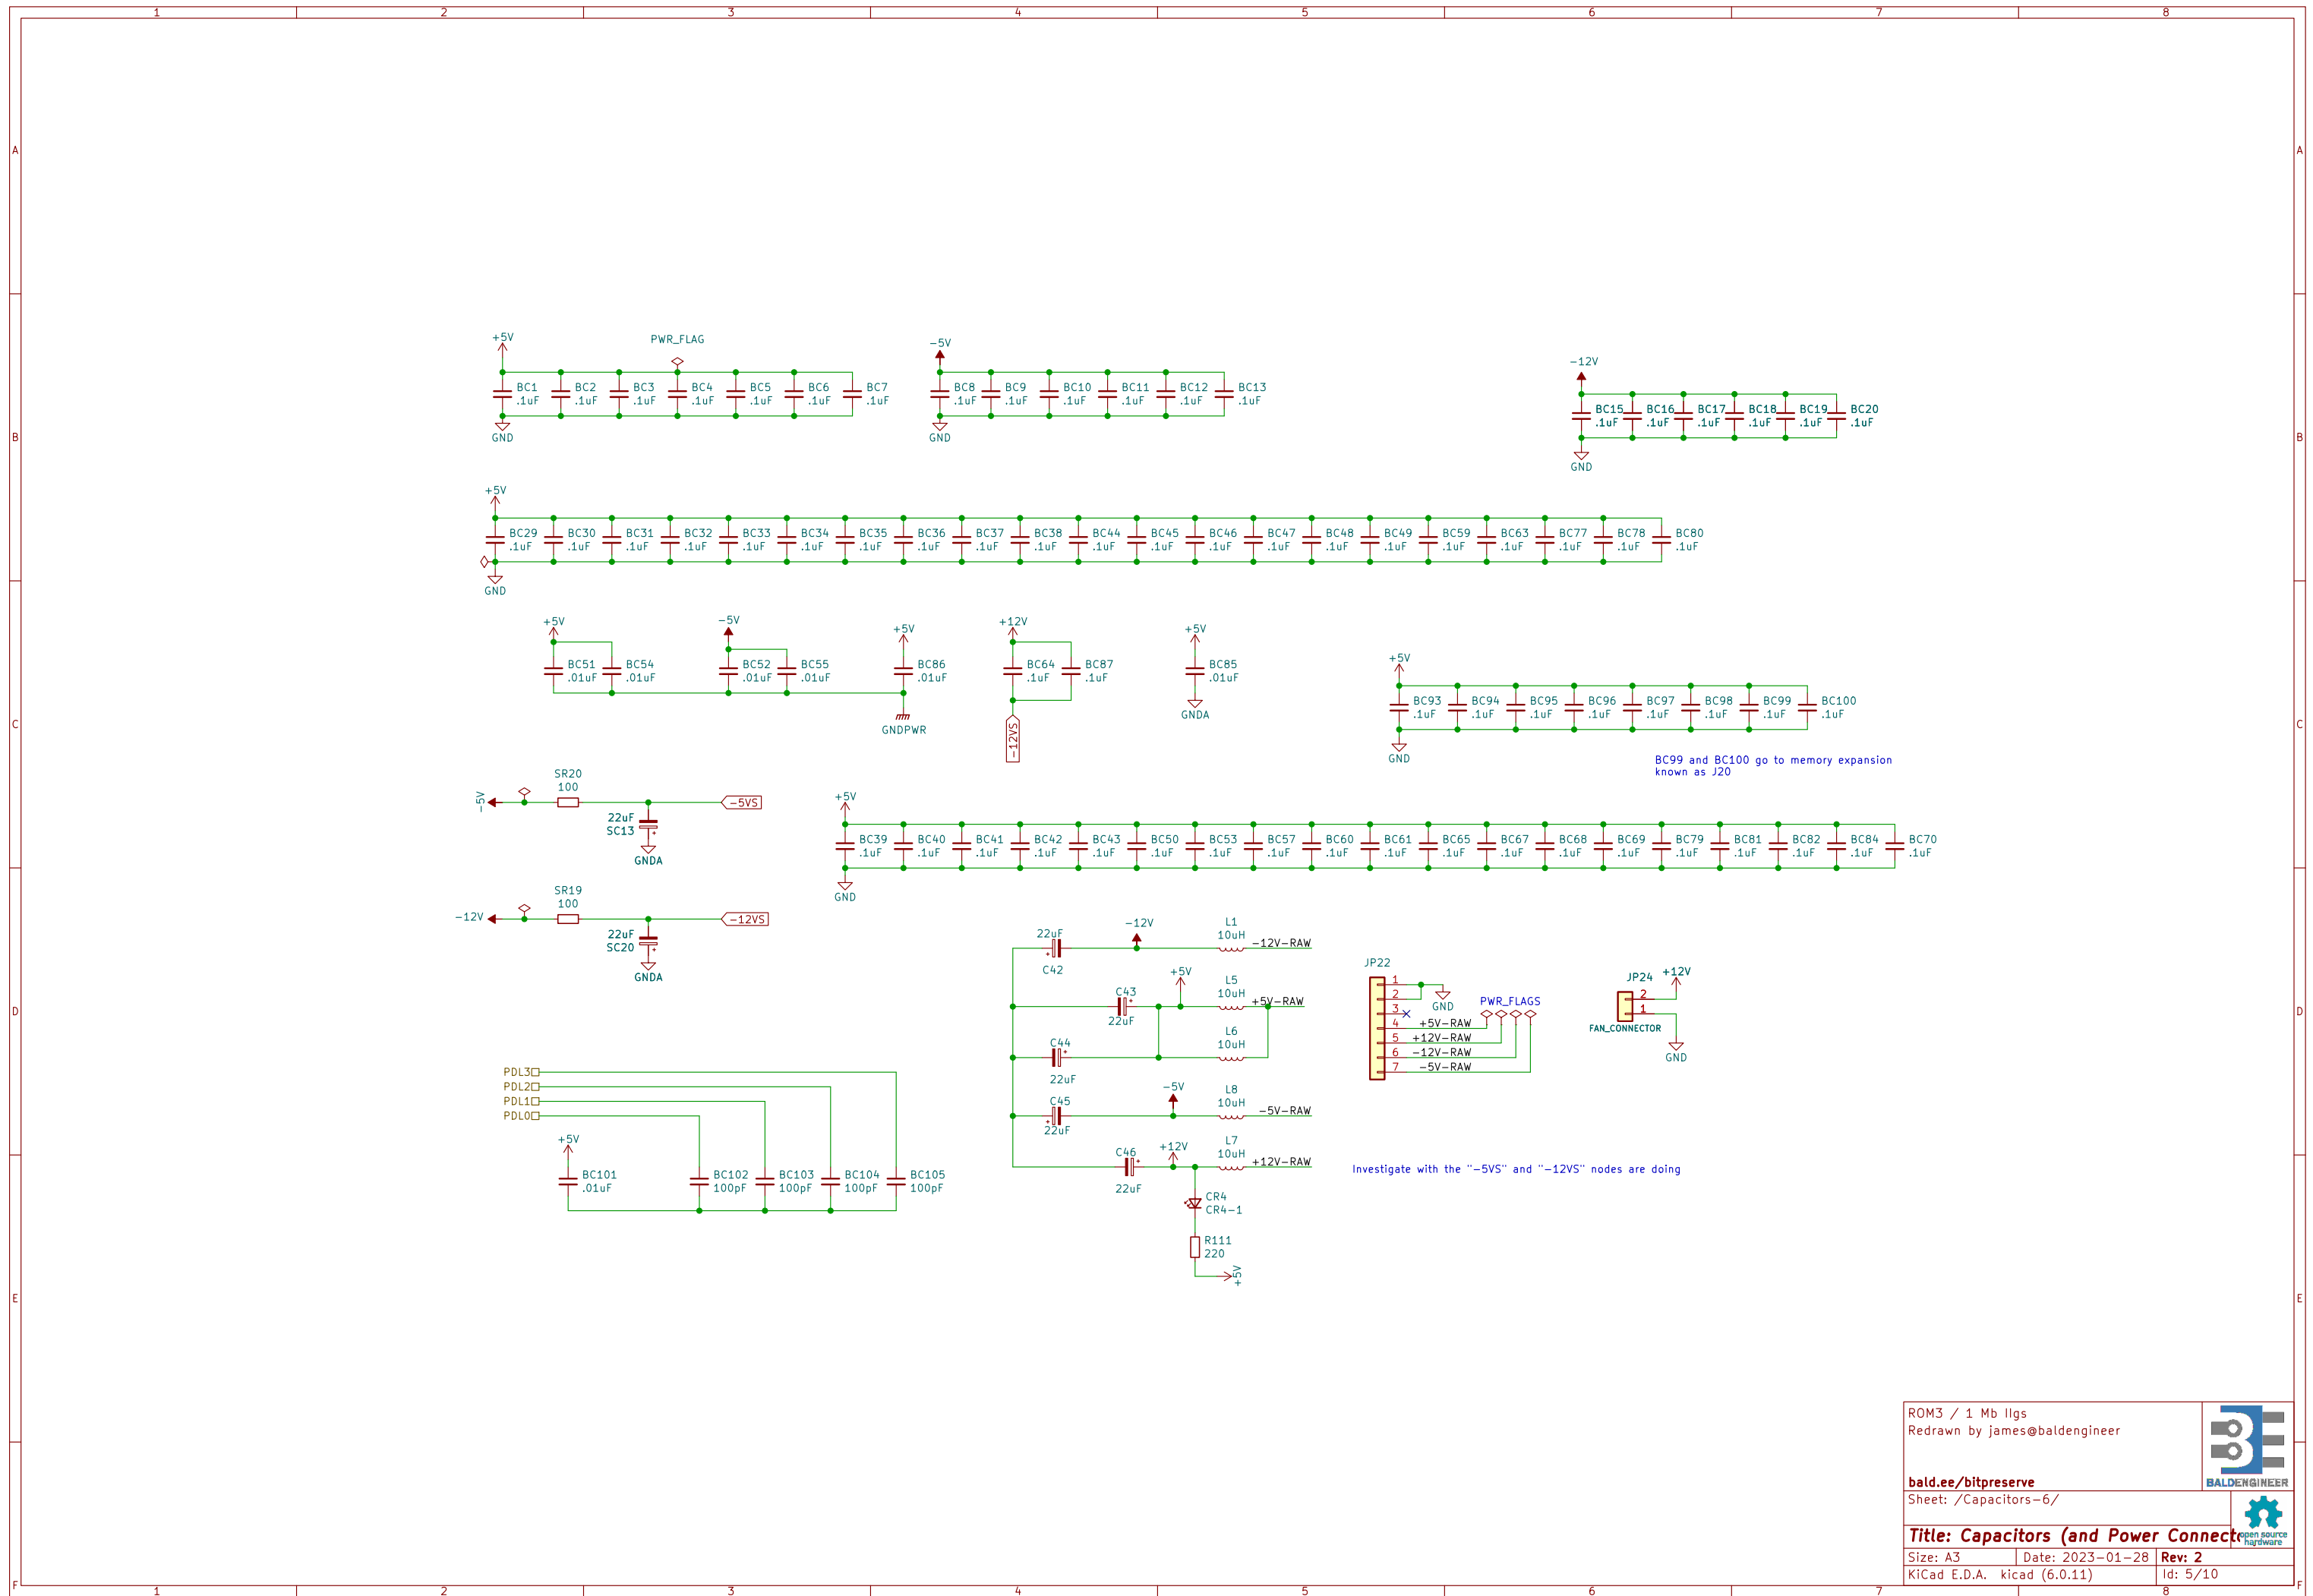 1 2 3 4 5 6 7 8
A A
B B
C C
D D
E E
F F
+5V PWR_FLAG
BC1 BC2 BC3 BC4 BC5 BC6 BC7
.1uF .1uF .1uF .1uF .1uF .1uF .1uF
GND
-5V
BC8 BC9 BC10 BC11 BC12 BC13
.1uF .1uF .1uF .1uF .1uF .1uF
GND
-12V
BC15 BC16 BC17 BC18 BC19 BC20
.1uF .1uF .1uF .1uF .1uF .1uF
GND
+5V
BC29 BC30 BC31 BC32 BC33 BC34 BC35 BC36 BC37 BC38 BC44 BC45 BC46 BC47 BC48 BC49 BC59 BC63 BC77 BC78 BC80
.1uF .1uF .1uF .1uF .1uF .1uF .1uF .1uF .1uF .1uF .1uF .1uF .1uF .1uF .1uF .1uF .1uF .1uF .1uF .1uF .1uF
GND
+5V -5V +5V
BC51 BC54 BC52 BC55 BC86
.01uF .01uF .01uF .01uF .01uF
GNDPWR
+12V
BC64 BC87
.1uF .1uF
-12VS
+5V
BC85
.01uF
GNDA
+5V
BC93 BC94 BC95 BC96 BC97 BC98 BC99 BC100
.1uF .1uF .1uF .1uF .1uF .1uF .1uF .1uF
GND
BC99 and BC100 go to memory expansion
known as J20
SR20
100
-5V
-5VS
22uF
SC13
GNDA
+5V
BC39 BC40 BC41 BC42 BC43 BC50 BC53 BC57 BC60 BC61 BC65 BC67 BC68 BC69 BC79 BC81 BC82 BC84 BC70
.1uF .1uF .1uF .1uF .1uF .1uF .1uF .1uF .1uF .1uF .1uF .1uF .1uF .1uF .1uF .1uF .1uF .1uF .1uF
GND
SR19
100
-12V
-12VS
22uF
SC20
GNDA
22uF
C42
-12V
L1
10uH
-12V-RAW
C43
22uF
+5V
L5
10uH
+5V-RAW
C44
22uF
L6
10uH
C45
22uF
-5V
L8
10uH
-5V-RAW
C46
22uF
+12V
L7
10uH
+12V-RAW
CR4
CR4-1
R111
220
+5V
JP22
1
2
3
4
5
6
7
GND
PWR_FLAGS
+5V-RAW
+12V-RAW
-12V-RAW
-5V-RAW
JP24
+12V
2
1
FAN_CONNECTOR
GND
Investigate with the "-5VS" and "-12VS" nodes are doing
PDL3
PDL2
PDL1
PDL0
+5V
BC101 BC102 BC103 BC104 BC105
.01uF 100pF 100pF 100pF 100pF
ROM3 / 1 Mb IIgs
Redrawn by james@baldengineer
bald.ee/bitpreserve
BALDENGINEER
Sheet: /Capacitors-6/
Title: Capacitors (and Power Connect
open source
hardware
Size: A3 Date: 2023-01-28 Rev: 2
KiCad E.D.A. kicad (6.0.11) Id: 5/10
1 2 3 4 5 6 7 8